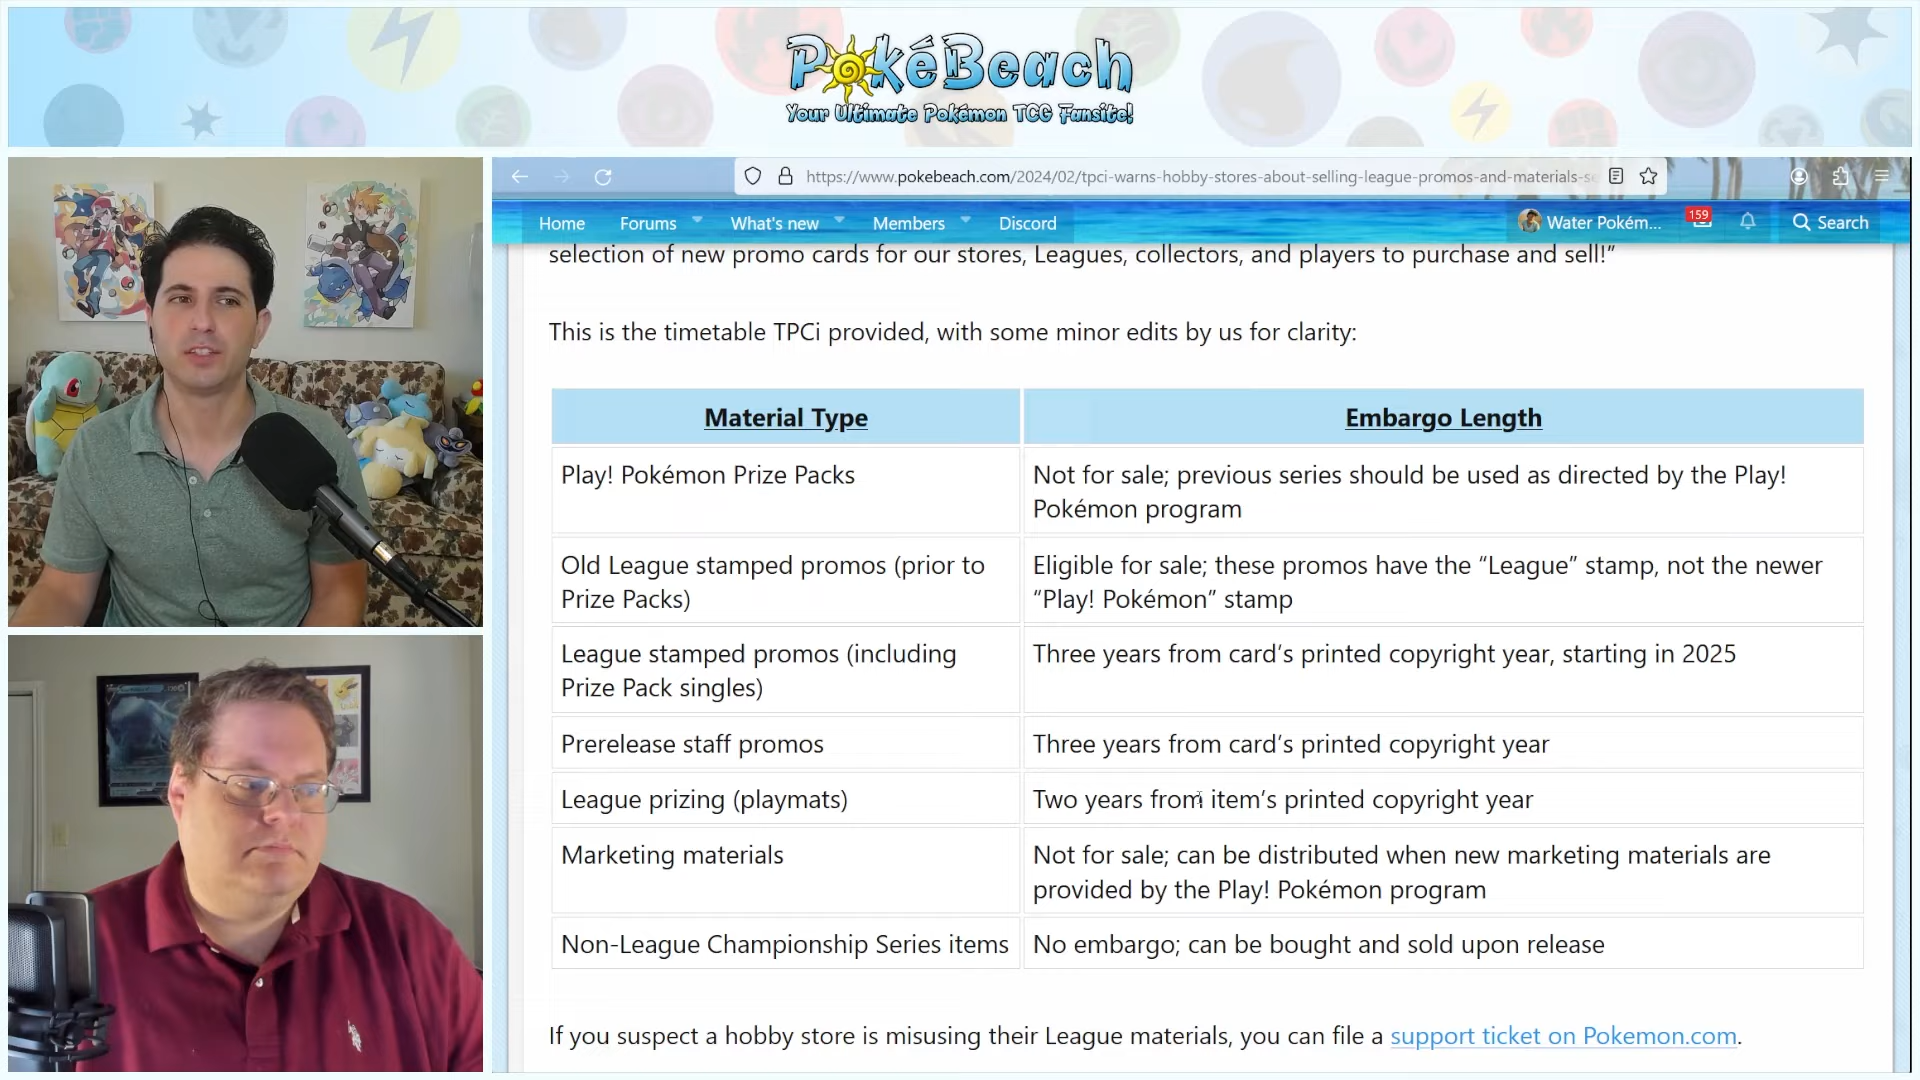 PokéBeach
Your Ultimate Pokémon TCG Fansite!
https://www.pokebeach.com/2024/02/tpci-warns-hobby-stores-about-selling-league-promos-and-materials-s
Home Forums What's new Members Discord Water Pokém... 159 Search
selection of new promo cards for our stores, Leagues, collectors, and players to purchase and sell!”
This is the timetable TPCi provided, with some minor edits by us for clarity:
Material Type Embargo Length
Play! Pokémon Prize Packs Not for sale; previous series should be used as directed by the Play!
Pokémon program
Old League stamped promos (prior to Eligible for sale; these promos have the “League” stamp, not the newer
Prize Packs) “Play! Pokémon” stamp
League stamped promos (including Three years from card’s printed copyright year, starting in 2025
Prize Pack singles)
Prerelease staff promos Three years from card’s printed copyright year
League prizing (playmats) Two years from item’s printed copyright year
Marketing materials Not for sale; can be distributed when new marketing materials are
provided by the Play! Pokémon program
Non-League Championship Series items No embargo; can be bought and sold upon release
If you suspect a hobby store is misusing their League materials, you can file a support ticket on Pokemon.com.